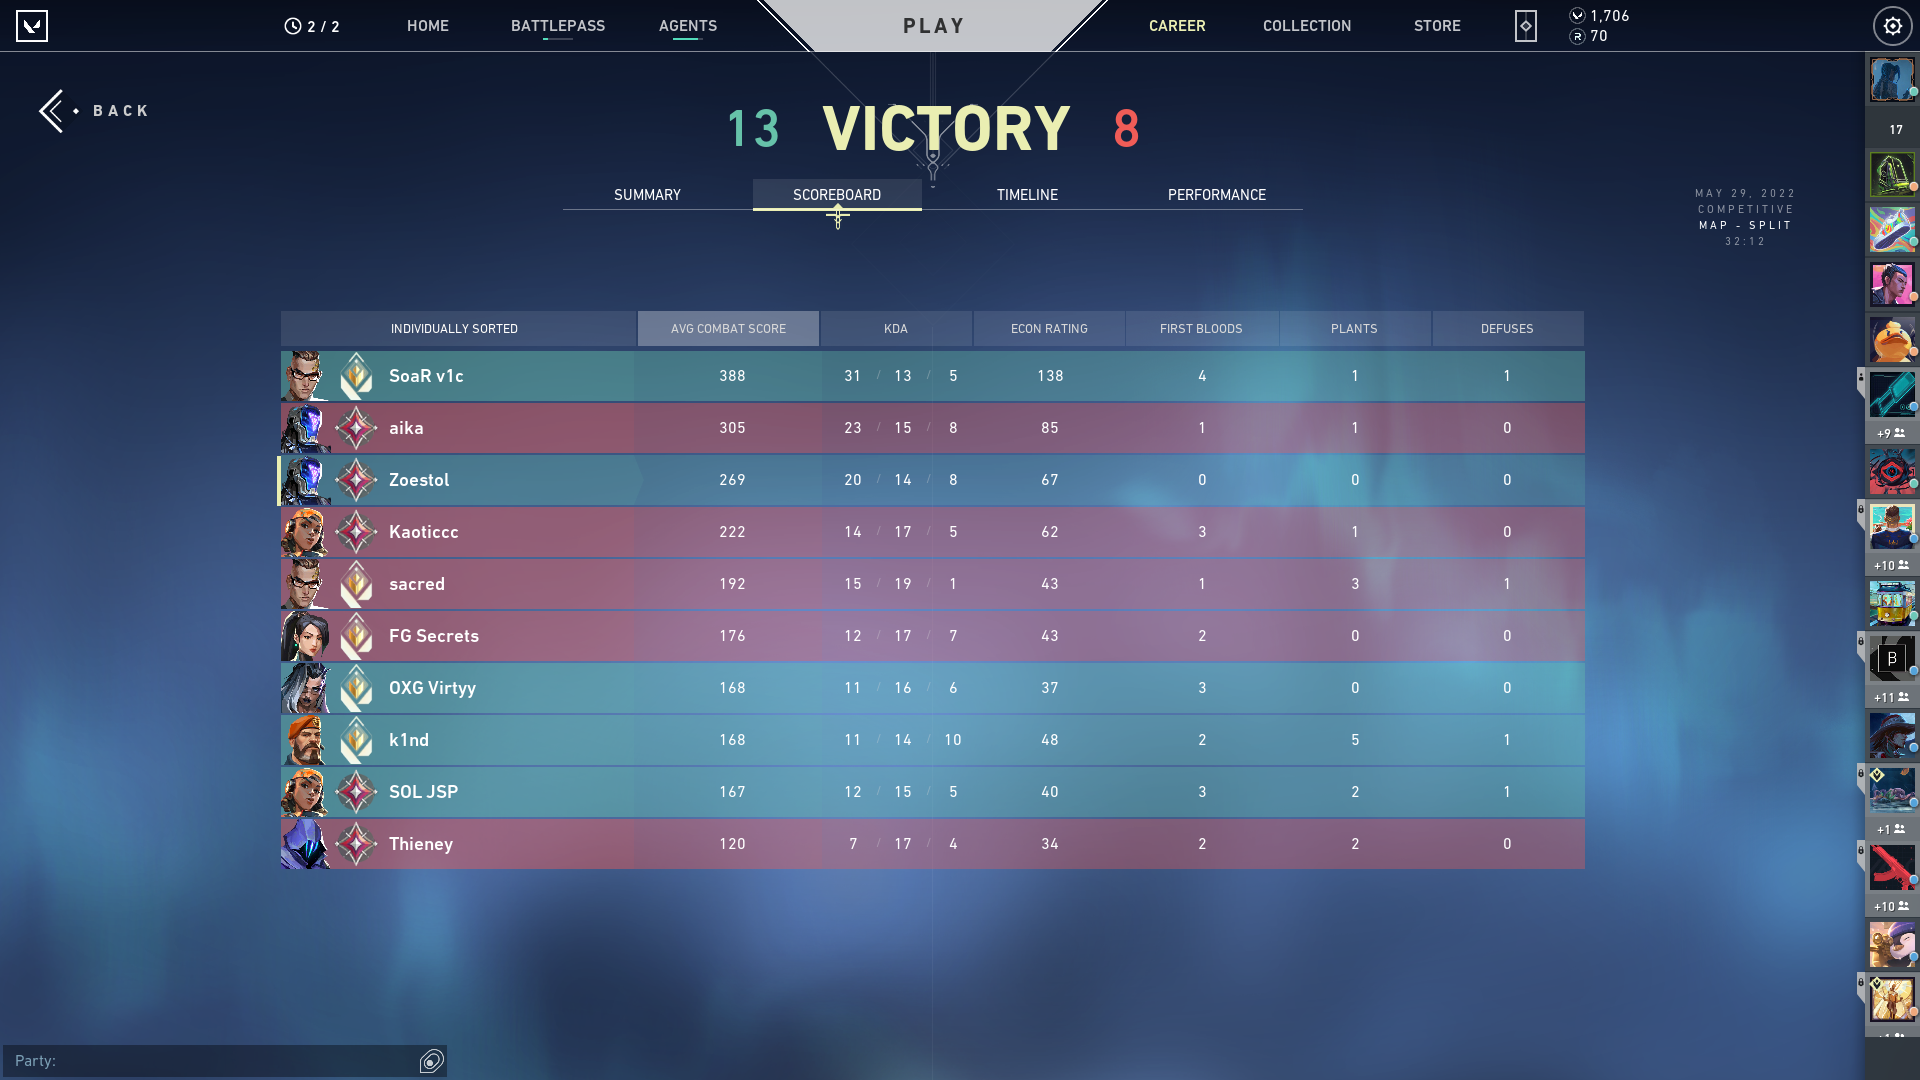 2 / 2
HOME
BATTLEPASS
AGENTS
PLAY
CAREER
COLLECTION
STORE
1,706
R 70
BACK
13 VICTORY 8
SUMMARY
SCOREBOARD
TIMELINE
PERFORMANCE
MAY 29, 2022
COMPETITIVE
MAP - SPLIT
32:12
INDIVIDUALLY SORTED AVG COMBAT SCORE KDA ECON RATING FIRST BLOODS PLANTS DEFUSES
SoaR v1c 388 31 / 13 / 5 138 4 1 1
aika 305 23 / 15 / 8 85 1 1 0
Zoestol 269 20 / 14 / 8 67 0 0 0
Kaoticcc 222 14 / 17 / 5 62 3 1 0
sacred 192 15 / 19 / 1 43 1 3 1
FG Secrets 176 12 / 17 / 7 43 2 0 0
OXG Virtyy 168 11 / 16 / 6 37 3 0 0
k1nd 168 11 / 14 / 10 48 2 5 1
SOL JSP 167 12 / 15 / 5 40 3 2 1
Thieney 120 7 / 17 / 4 34 2 2 0
17
+9
+10
B
+11
+1
+10
Party: